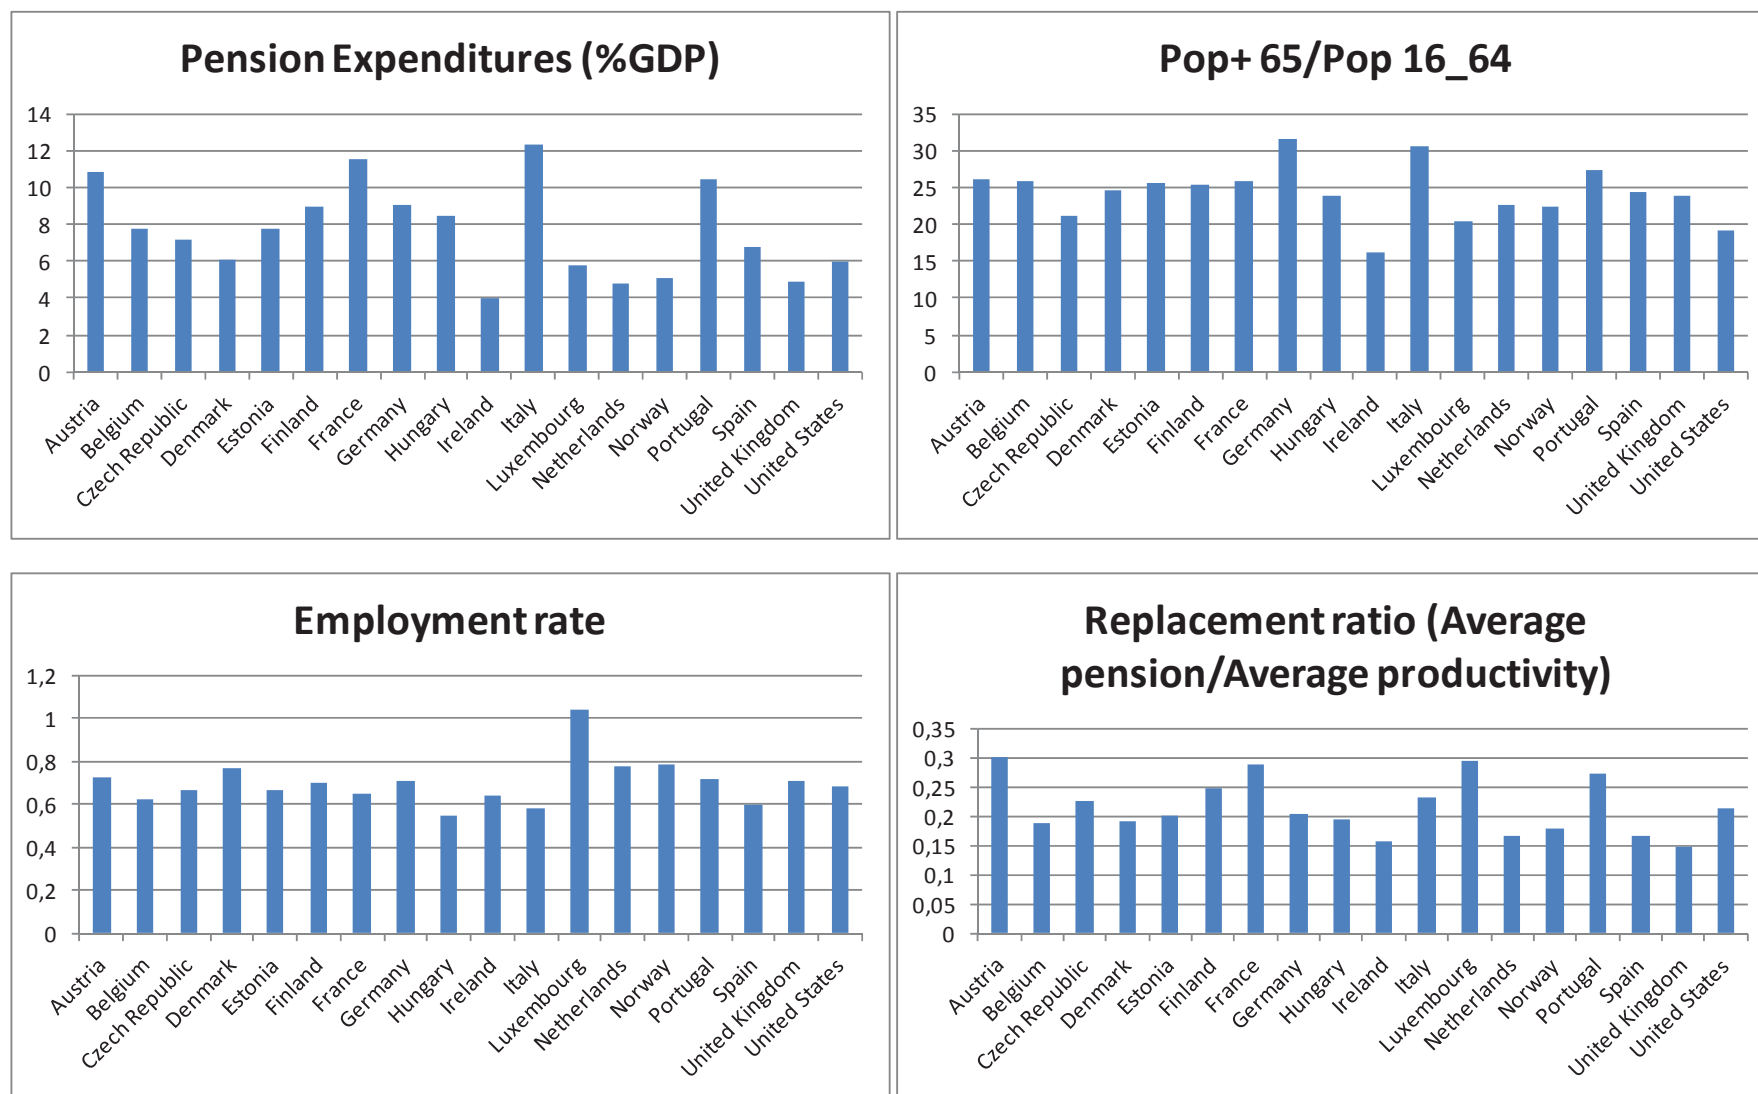 Pension Expenditures (%GDP)
14
12
10
8
6
4
2
0
Austria
Belgium
Czech Republic
Denmark
Estonia
Finland
France
Germany
Hungary
Ireland
Italy
Luxembourg
Netherlands
Norway
Portugal
Spain
United Kingdom
United States
Pop+ 65/Pop 16_64
35
30
25
20
15
10
5
0
Austria
Belgium
Czech Republic
Denmark
Estonia
Finland
France
Germany
Hungary
Ireland
Italy
Luxembourg
Netherlands
Norway
Portugal
Spain
United Kingdom
United States
Employment rate
1,2
1
0,8
0,6
0,4
0,2
0
Austria
Belgium
Czech Republic
Denmark
Estonia
Finland
France
Germany
Hungary
Ireland
Italy
Luxembourg
Netherlands
Norway
Portugal
Spain
United Kingdom
United States
Replacement ratio (Average
pension/Average productivity)
0,35
0,3
0,25
0,2
0,15
0,1
0,05
0
Austria
Belgium
Czech Republic
Denmark
Estonia
Finland
France
Germany
Hungary
Ireland
Italy
Luxembourg
Netherlands
Norway
Portugal
Spain
United Kingdom
United States